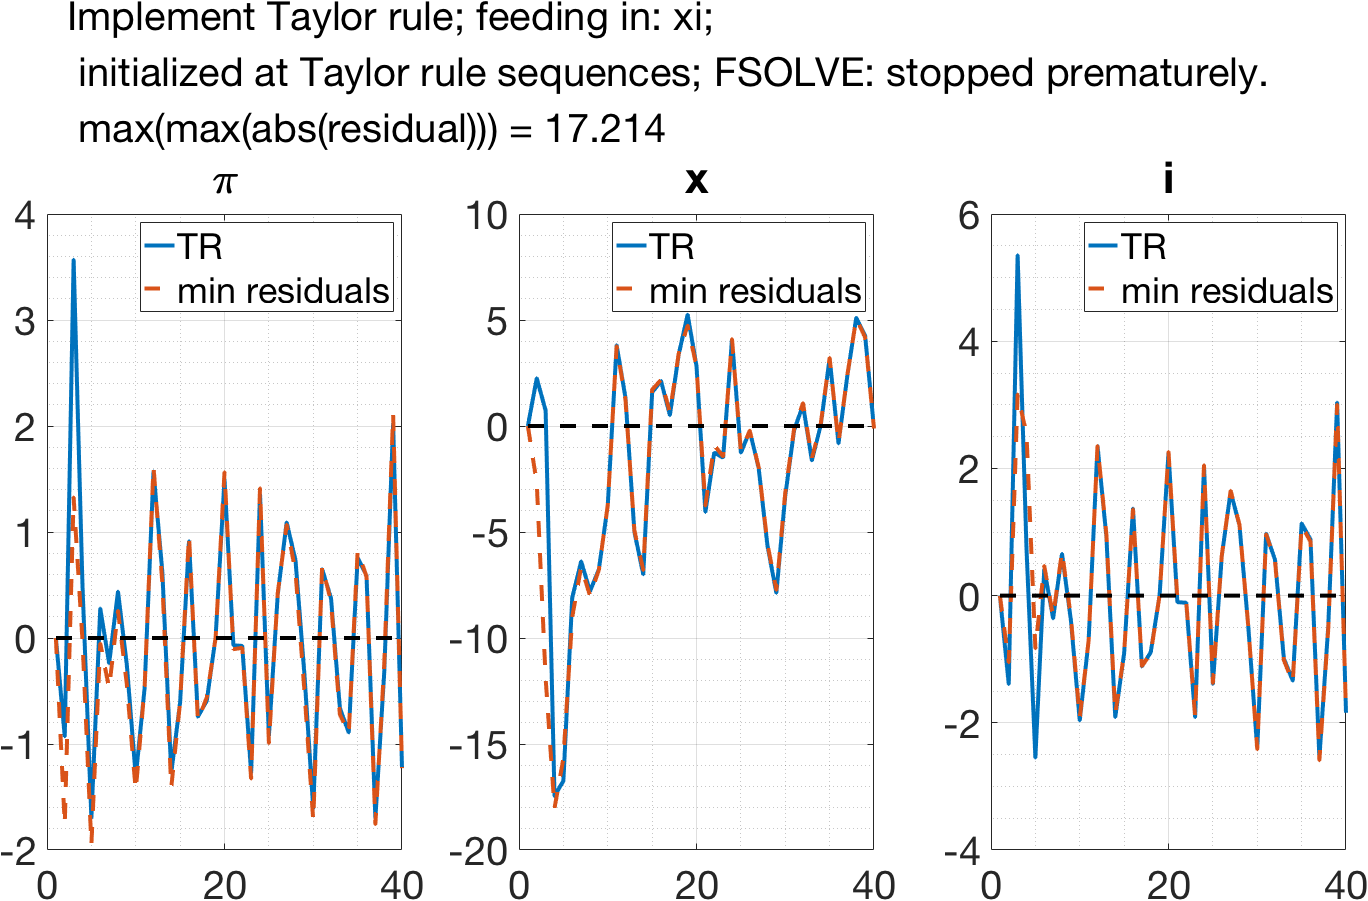 Implement Taylor rule; feeding in: xi;
initialized at Taylor rule sequences; FSOLVE: stopped prematurely.
max(max(abs(residual))) = 17.214
π
4
3
2
1
0
-1
-2
0
20
40
TR
min residuals
x
10
5
0
-5
-10
-15
-20
0
20
40
TR
min residuals
i
6
4
2
0
-2
-4
0
20
40
TR
min residuals